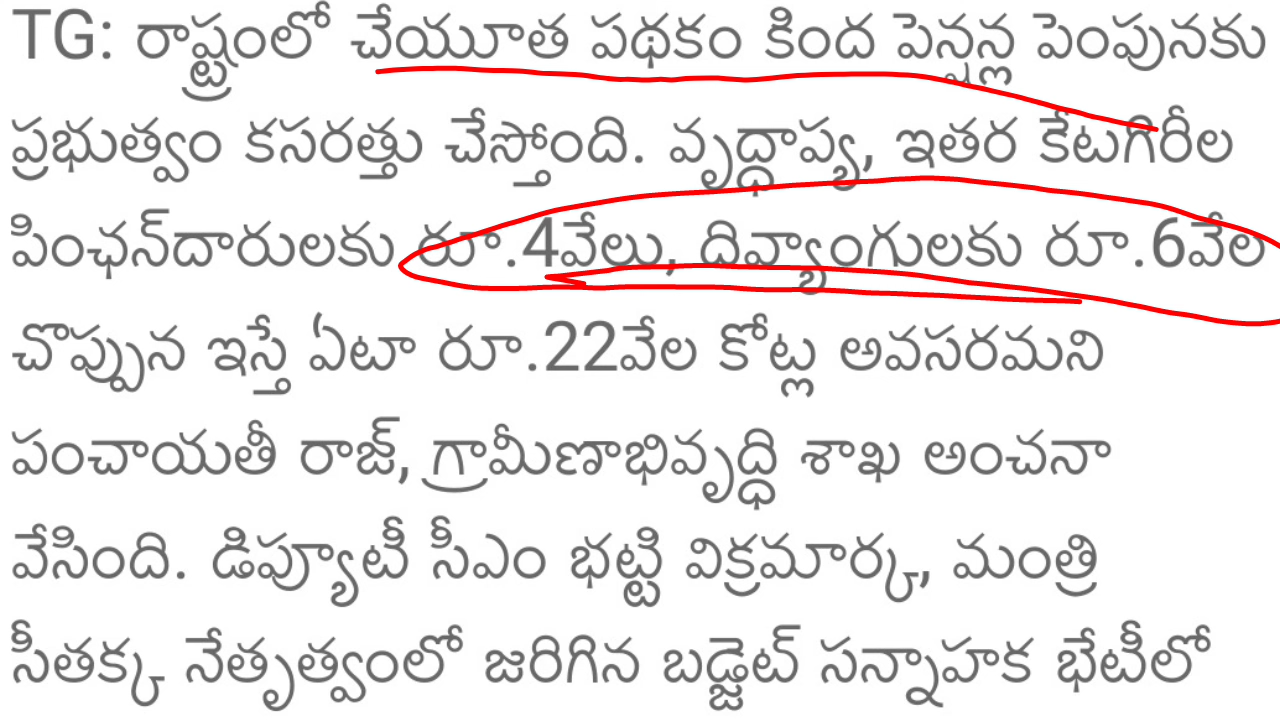 TG: రాష్ట్రంలో చేయూత పథకం కింద పెన్షన్ల పెంపునకు
ప్రభుత్వం కసరత్తు చేస్తోంది. వృద్ధాప్య, ఇతర కేటగిరీల
పింఛన్‌దారులకు రూ.4వేలు, దివ్యాంగులకు రూ.6వేల
చొప్పున ఇస్తే ఏటా రూ.22వేల కోట్ల అవసరమని
పంచాయతీ రాజ్, గ్రామీణాభివృద్ధి శాఖ అంచనా
వేసింది. డిప్యూటీ సీఎం భట్టి విక్రమార్క, మంత్రి
సీతక్క నేతృత్వంలో జరిగిన బడ్జెట్ సన్నాహక భేటీలో